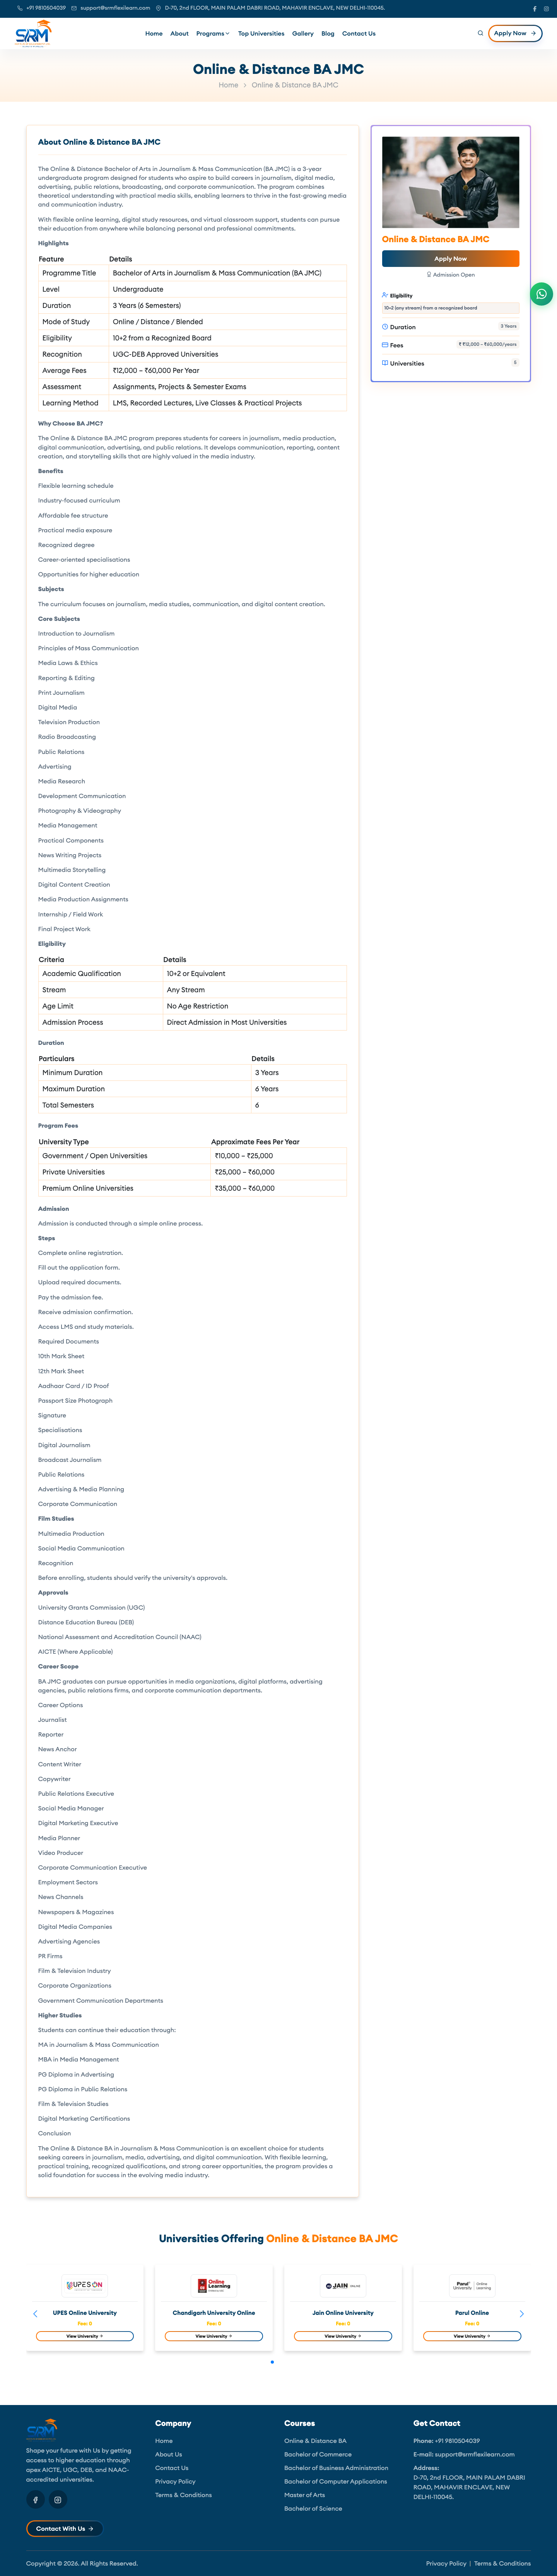 +91 9810504039 support@srmflexilearn.com D-70, 2nd FLOOR, MAIN PALAM DABRI ROAD, MAHAVIR ENCLAVE, NEW DELHI-110045.
SRM
Home About Programs Top Universities Gallery Blog Contact Us Apply Now
Online & Distance BA JMC
Home Online & Distance BA JMC
About Online & Distance BA JMC
The Online & Distance Bachelor of Arts in Journalism & Mass Communication (BA JMC) is a 3-year
undergraduate program designed for students who aspire to build careers in journalism, digital media,
advertising, public relations, broadcasting, and corporate communication. The program combines
theoretical understanding with practical media skills, enabling learners to thrive in the fast-growing media
and communication industry.
With flexible online learning, digital study resources, and virtual classroom support, students can pursue
their education from anywhere while balancing personal and professional commitments.
Highlights
Feature Details
Programme Title Bachelor of Arts in Journalism & Mass Communication (BA JMC)
Level Undergraduate
Duration 3 Years (6 Semesters)
Mode of Study Online / Distance / Blended
Eligibility 10+2 from a Recognized Board
Recognition UGC-DEB Approved Universities
Average Fees ₹12,000 – ₹60,000 Per Year
Assessment Assignments, Projects & Semester Exams
Learning Method LMS, Recorded Lectures, Live Classes & Practical Projects
Why Choose BA JMC?
The Online & Distance BA JMC program prepares students for careers in journalism, media production,
digital communication, advertising, and public relations. It develops communication, reporting, content
creation, and storytelling skills that are highly valued in the media industry.
Benefits
Flexible learning schedule
Industry-focused curriculum
Affordable fee structure
Practical media exposure
Recognized degree
Career-oriented specialisations
Opportunities for higher education
Subjects
The curriculum focuses on journalism, media studies, communication, and digital content creation.
Core Subjects
Introduction to Journalism
Principles of Mass Communication
Media Laws & Ethics
Reporting & Editing
Print Journalism
Digital Media
Television Production
Radio Broadcasting
Public Relations
Advertising
Media Research
Development Communication
Photography & Videography
Media Management
Practical Components
News Writing Projects
Multimedia Storytelling
Digital Content Creation
Media Production Assignments
Internship / Field Work
Final Project Work
Eligibility
Criteria Details
Academic Qualification 10+2 or Equivalent
Stream Any Stream
Age Limit No Age Restriction
Admission Process Direct Admission in Most Universities
Duration
Particulars Details
Minimum Duration 3 Years
Maximum Duration 6 Years
Total Semesters 6
Program Fees
University Type Approximate Fees Per Year
Government / Open Universities ₹10,000 – ₹25,000
Private Universities ₹25,000 – ₹60,000
Premium Online Universities ₹35,000 – ₹60,000
Admission
Admission is conducted through a simple online process.
Steps
Complete online registration.
Fill out the application form.
Upload required documents.
Pay the admission fee.
Receive admission confirmation.
Access LMS and study materials.
Required Documents
10th Mark Sheet
12th Mark Sheet
Aadhaar Card / ID Proof
Passport Size Photograph
Signature
Specialisations
Digital Journalism
Broadcast Journalism
Public Relations
Advertising & Media Planning
Corporate Communication
Film Studies
Multimedia Production
Social Media Communication
Recognition
Before enrolling, students should verify the university's approvals.
Approvals
University Grants Commission (UGC)
Distance Education Bureau (DEB)
National Assessment and Accreditation Council (NAAC)
AICTE (Where Applicable)
Career Scope
BA JMC graduates can pursue opportunities in media organizations, digital platforms, advertising
agencies, public relations firms, and corporate communication departments.
Career Options
Journalist
Reporter
News Anchor
Content Writer
Copywriter
Public Relations Executive
Social Media Manager
Digital Marketing Executive
Media Planner
Video Producer
Corporate Communication Executive
Employment Sectors
News Channels
Newspapers & Magazines
Digital Media Companies
Advertising Agencies
PR Firms
Film & Television Industry
Corporate Organizations
Government Communication Departments
Higher Studies
Students can continue their education through:
MA in Journalism & Mass Communication
MBA in Media Management
PG Diploma in Advertising
PG Diploma in Public Relations
Film & Television Studies
Digital Marketing Certifications
Conclusion
The Online & Distance BA in Journalism & Mass Communication is an excellent choice for students
seeking careers in journalism, media, advertising, and digital communication. With flexible learning,
practical training, recognized qualifications, and strong career opportunities, the program provides a
solid foundation for success in the evolving media industry.
Online & Distance BA JMC
Apply Now
Admission Open
Eligibility
10+2 (any stream) from a recognized board
Duration 3 Years
Fees ₹ ₹12,000 – ₹60,000/years
Universities 5
Universities Offering Online & Distance BA JMC
UPES ON Online Learning JAIN ONLINE Parul University Online Learning
UPES Online University Chandigarh University Online Jain Online University Parul Online
Fee: 0 Fee: 0 Fee: 0 Fee: 0
View University View University View University View University
SRM
Shape your future with Us by getting
access to higher education through
apex AICTE, UGC, DEB, and NAAC-
accredited universities.
Contact With Us
Company
Home
About Us
Contact Us
Privacy Policy
Terms & Conditions
Courses
Online & Distance BA
Bachelor of Commerce
Bachelor of Business Administration
Bachelor of Computer Applications
Master of Arts
Bachelor of Science
Get Contact
Phone: +91 9810504039
E-mail: support@srmflexilearn.com
Address:
D-70, 2nd FLOOR, MAIN PALAM DABRI
ROAD, MAHAVIR ENCLAVE, NEW
DELHI-110045.
Copyright © 2026. All Rights Reserved. Privacy Policy | Terms & Conditions